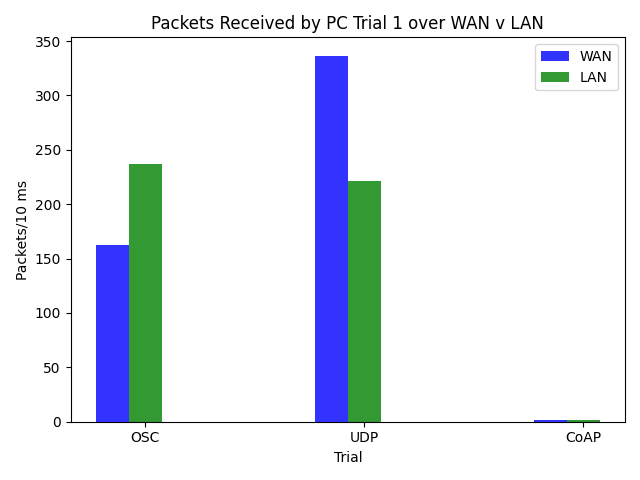 Packets Received by PC Trial 1 over WAN v LAN
350
300
250
200
150
100
50
0
Packets/10 ms
WAN
LAN
OSC
UDP
CoAP
Trial